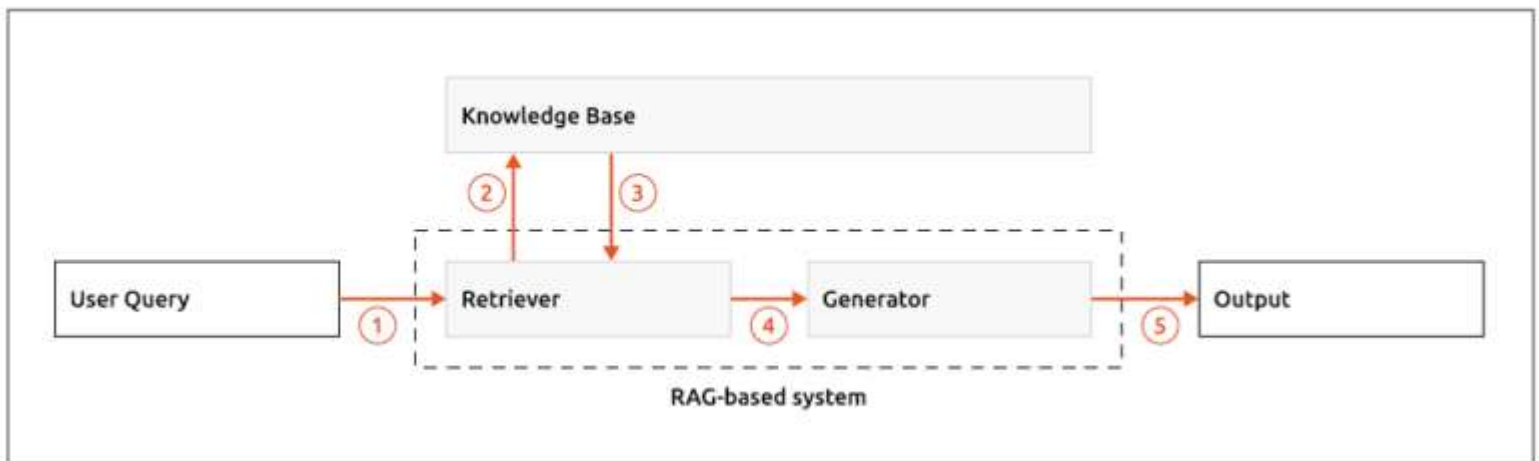 Knowledge Base
2
3
User Query
Retriever
Generator
Output
1
4
5
RAG-based system